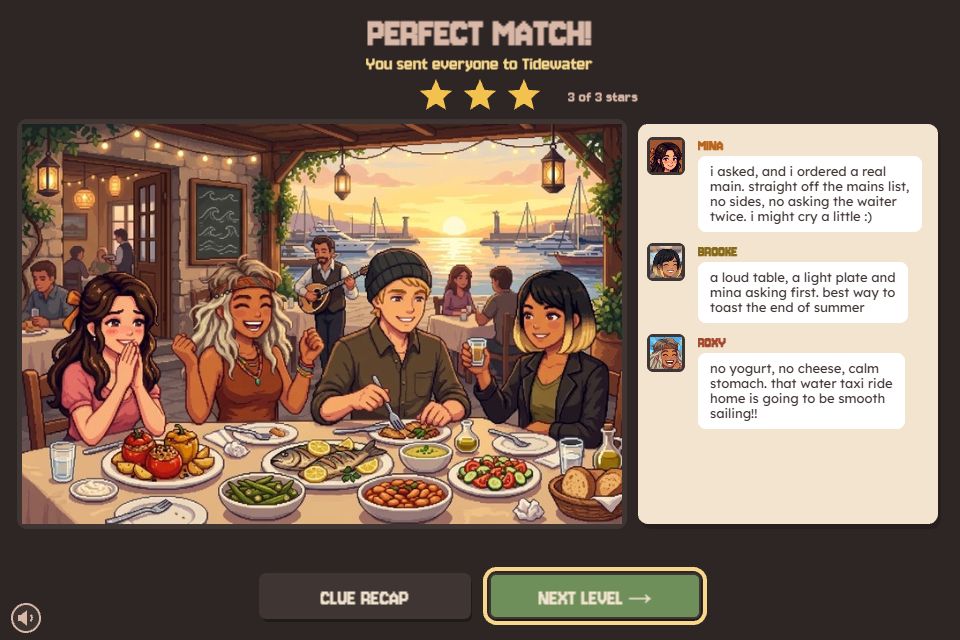 PERFECT MATCH!
You sent everyone to Tidewater
3 of 3 stars
MINA
i asked, and i ordered a real
main. straight off the mains list,
no sides, no asking the waiter
twice. i might cry a little :)
BROOKE
a loud table, a light plate and
mina asking first. best way to
toast the end of summer
ROXY
no yogurt, no cheese, calm
stomach. that water taxi ride
home is going to be smooth
sailing!!
CLUE RECAP
NEXT LEVEL →